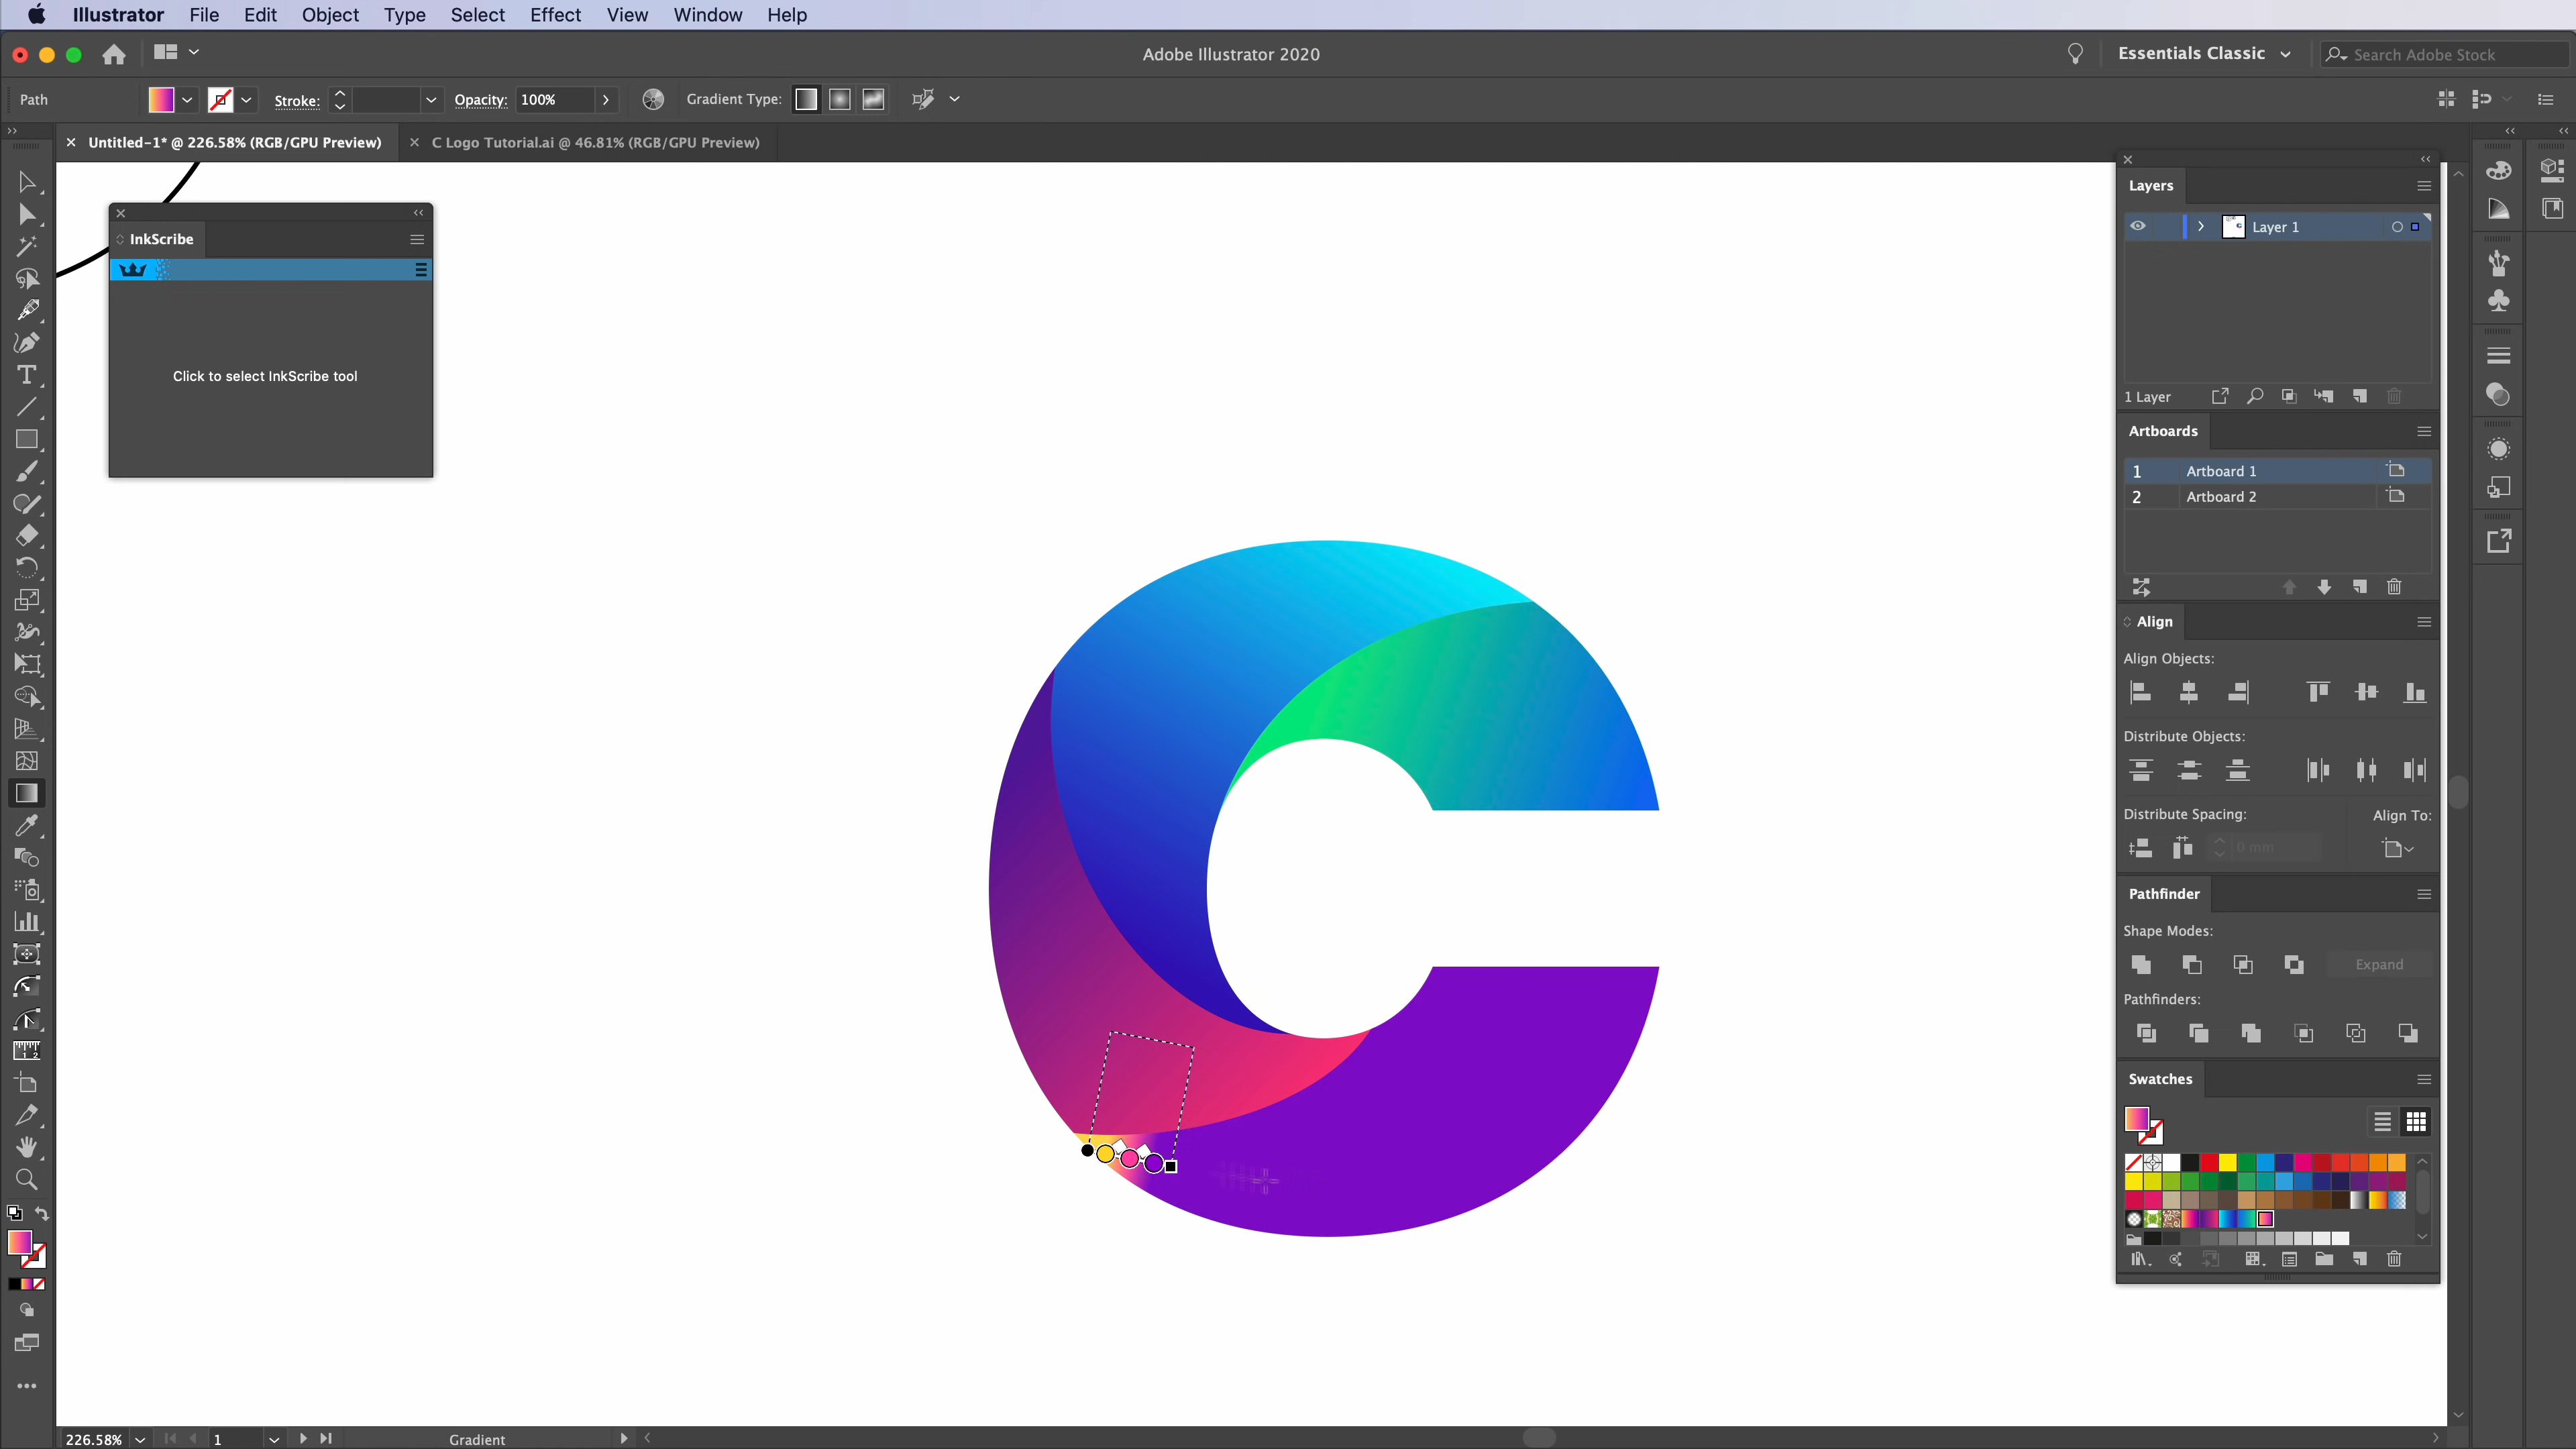 Illustrator File Edit Object Type Select Effect View Window Help
Adobe Illustrator 2020
Essentials Classic
Search Adobe Stock
Path
Stroke:
Opacity: 100%
Gradient Type:
× Untitled-1* @ 226.58% (RGB/GPU Preview)
× C Logo Tutorial.ai @ 46.81% (RGB/GPU Preview)
InkScribe
Click to select InkScribe tool
Layers
Layer 1
1 Layer
Artboards
1 Artboard 1
2 Artboard 2
Align
Align Objects:
Distribute Objects:
Distribute Spacing:
Align To:
0 mm
Pathfinder
Shape Modes:
Expand
Pathfinders:
Swatches
226.58%
1
Gradient